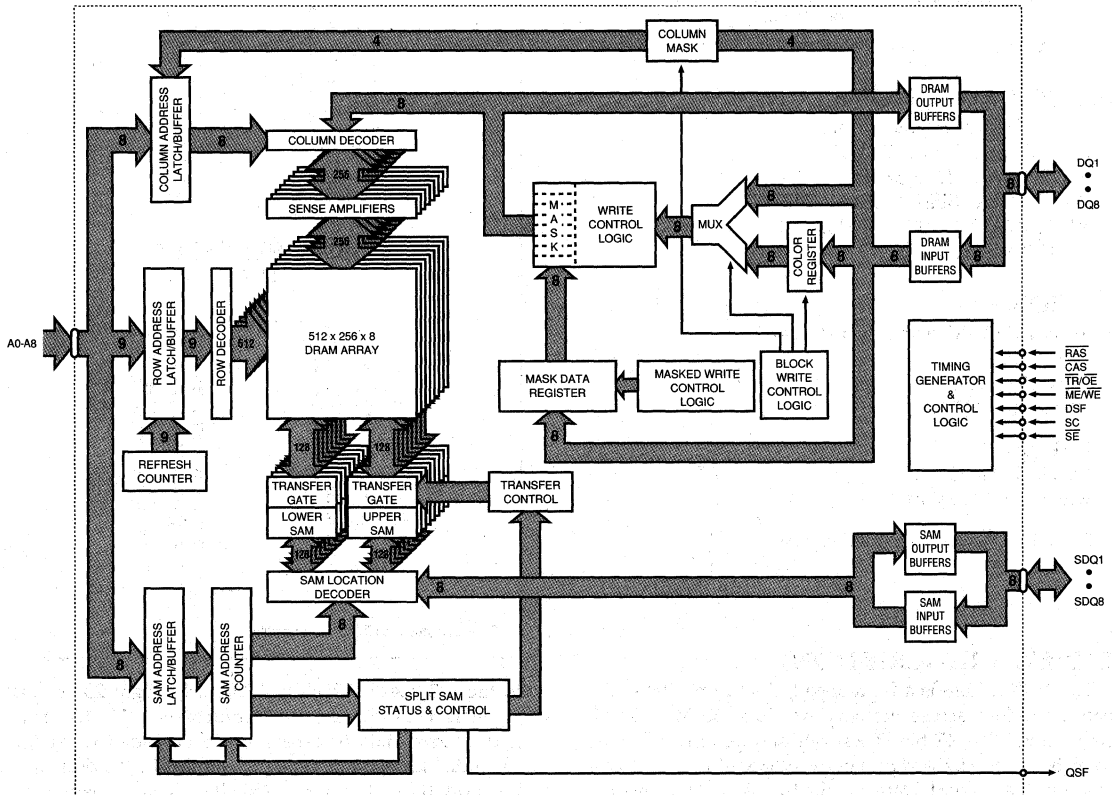 4
COLUMN
MASK
4
COLUMN ADDRESS
LATCH/BUFFER
8
8
8
COLUMN DECODER
256
SENSE AMPLIFIERS
256
DRAM
OUTPUT
BUFFERS
DQ1
DQ8
8
MASK
WRITE
CONTROL
LOGIC
8
MUX
8
8
COLOR
REGISTER
8
DRAM
INPUT
BUFFERS
8
8
A0-A8
9
ROW ADDRESS
LATCH/BUFFER
9
ROW DECODER
512
512 x 256 x 8
DRAM ARRAY
9
REFRESH
COUNTER
8
MASK DATA
REGISTER
MASKED WRITE
CONTROL
LOGIC
BLOCK
WRITE
CONTROL
LOGIC
8
TIMING
GENERATOR
&
CONTROL
LOGIC
RAS
CAS
TR/OE
ME/WE
DSF
SC
SE
128
128
TRANSFER
GATE
TRANSFER
GATE
LOWER
SAM
UPPER
SAM
TRANSFER
CONTROL
128
128
SAM LOCATION
DECODER
8
8
SAM
OUTPUT
BUFFERS
SAM
INPUT
BUFFERS
8
SDQ1
SDQ8
8
8
SAM ADDRESS
LATCH/BUFFER
SAM ADDRESS
COUNTER
SPLIT SAM
STATUS & CONTROL
QSF